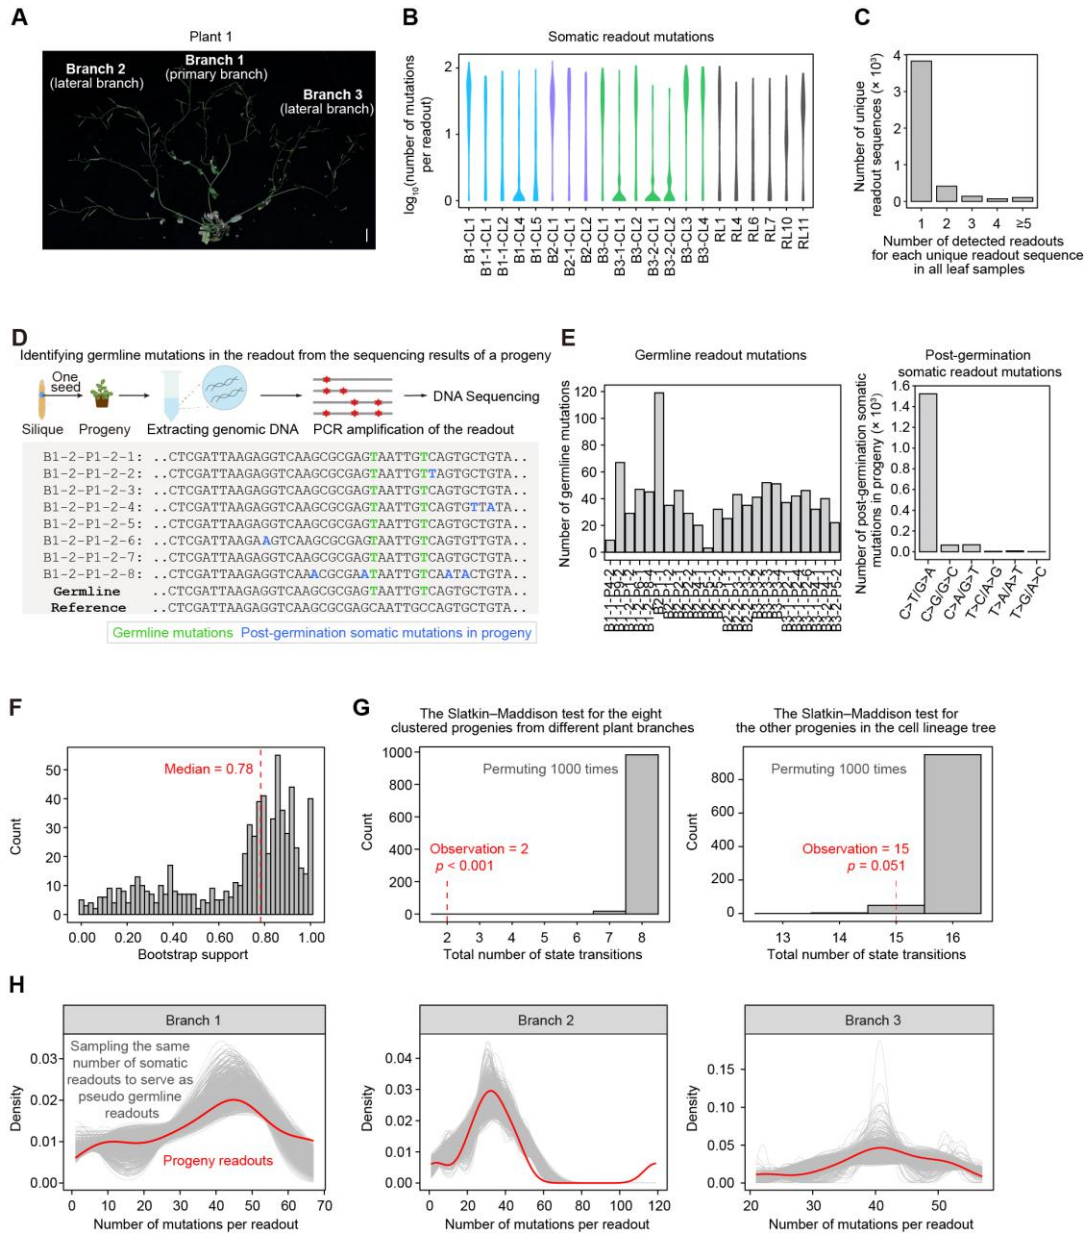 A
Plant 1
Branch 2
(lateral branch)
Branch 1
(primary branch)
Branch 3
(lateral branch)
B
Somatic readout mutations
log10(number of mutations
per readout)
2
1
0
B1-CL1
B1-1-CL1
B1-1-CL2
B1-CL4
B1-CL5
B2-CL1
B2-1-CL1
B2-CL2
B3-CL1
B3-1-CL1
B3-CL2
B3-2-CL1
B3-2-CL2
B3-CL3
B3-CL4
RL1
RL4
RL6
RL7
RL10
RL11
C
Number of unique
readout sequences (× 10³)
4
3
2
1
0
1 2 3 4 ≥5
Number of detected readouts
for each unique readout sequence
in all leaf samples
D
Identifying germline mutations in the readout from the sequencing results of a progeny
One
seed
DNA Sequencing
Silique Progeny Extracting genomic DNA PCR amplification of the readout
B1-2-P1-2-1: ..CTCGATTAAGAGGTCAAGCGCGAGTAATTGTCAGTGCTGTA..
B1-2-P1-2-2: ..CTCGATTAAGAGGTCAAGCGCGAGTAATTGTTAGTGCTGTA..
B1-2-P1-2-3: ..CTCGATTAAGAGGTCAAGCGCGAGTAATTGTCAGTGCTGTA..
B1-2-P1-2-4: ..CTCGATTAAGAGGTCAAGCGCGAGTAATTGTCAGTGTTATA..
B1-2-P1-2-5: ..CTCGATTAAGAGGTCAAGCGCGAGTAATTGTCAGTGCTGTA..
B1-2-P1-2-6: ..CTCGATTAAGAAGTCAAGCGCGAGTAATTGTCAGTGTTGTA..
B1-2-P1-2-7: ..CTCGATTAAGAGGTCAAGCGCGAGTAATTGTCAGTGCTGTA..
B1-2-P1-2-8: ..CTCGATTAAGAGGTCAAACGCGAATAATTGTCAATACTGTA..
Germline ..CTCGATTAAGAGGTCAAGCGCGAGTAATTGTCAGTGCTGTA..
Reference ..CTCGATTAAGAGGTCAAGCGCGAGCAATTGCCAGTGCTGTA..
Germline mutations Post-germination somatic mutations in progeny
E
Germline readout mutations
Number of germline mutations
120
100
80
60
40
20
0
Post-germination
somatic readout mutations
Number of post-germination somatic
mutations in progeny (× 10³)
1.6
1.4
1.2
1.0
0.8
0.6
0.4
0.2
0.0
C>T/G>A
C>G/G>C
C>A/G>T
T>C/A>G
T>A/A>T
T>G/A>C
F
Median = 0.78
Count
50
40
30
20
10
0
0.00 0.20 0.40 0.60 0.80 1.00
Bootstrap support
G
The Slatkin–Maddison test for the eight
clustered progenies from different plant branches
Permuting 1000 times
Observation = 2
p < 0.001
Count
1000
800
600
400
200
0
2 3 4 5 6 7 8
Total number of state transitions
The Slatkin–Maddison test for
the other progenies in the cell lineage tree
Permuting 1000 times
Observation = 15
p = 0.051
Count
800
600
400
200
0
13 14 15 16
Total number of state transitions
H
Branch 1
Sampling the same
number of somatic
readouts to serve as
pseudo germline
readouts
Progeny readouts
Density
0.03
0.02
0.01
0.00
0 10 20 30 40 50 60 70
Number of mutations per readout
Branch 2
Density
0.04
0.03
0.02
0.01
0.00
0 20 40 60 80 100 120
Number of mutations per readout
Branch 3
Density
0.15
0.10
0.05
0.00
20 30 40 50
Number of mutations per readout